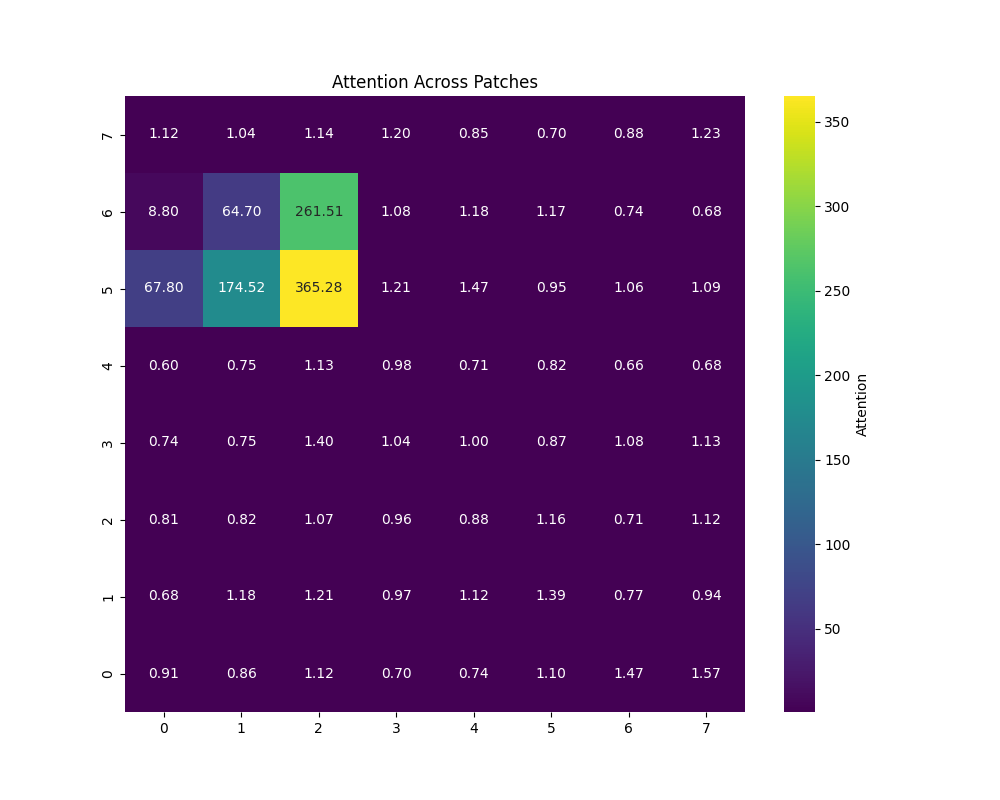 Attention Across Patches
7 1.12 1.04 1.14 1.20 0.85 0.70 0.88 1.23
6 8.80 64.70 261.51 1.08 1.18 1.17 0.74 0.68
5 67.80 174.52 365.28 1.21 1.47 0.95 1.06 1.09
4 0.60 0.75 1.13 0.98 0.71 0.82 0.66 0.68
3 0.74 0.75 1.40 1.04 1.00 0.87 1.08 1.13
2 0.81 0.82 1.07 0.96 0.88 1.16 0.71 1.12
1 0.68 1.18 1.21 0.97 1.12 1.39 0.77 0.94
0 0.91 0.86 1.12 0.70 0.74 1.10 1.47 1.57
0 1 2 3 4 5 6 7
350
300
250
200
150
100
50
Attention